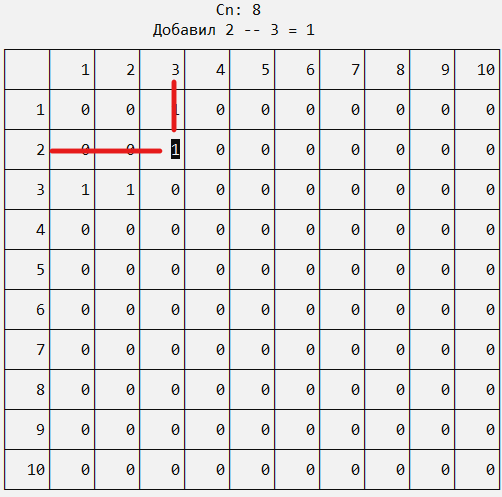 Cn: 8
Добавил 2 -- 3 = 1
1 2 3 4 5 6 7 8 9 10
1 0 0 1 0 0 0 0 0 0 0
2 0 0 1 0 0 0 0 0 0 0
3 1 1 0 0 0 0 0 0 0 0
4 0 0 0 0 0 0 0 0 0 0
5 0 0 0 0 0 0 0 0 0 0
6 0 0 0 0 0 0 0 0 0 0
7 0 0 0 0 0 0 0 0 0 0
8 0 0 0 0 0 0 0 0 0 0
9 0 0 0 0 0 0 0 0 0 0
10 0 0 0 0 0 0 0 0 0 0